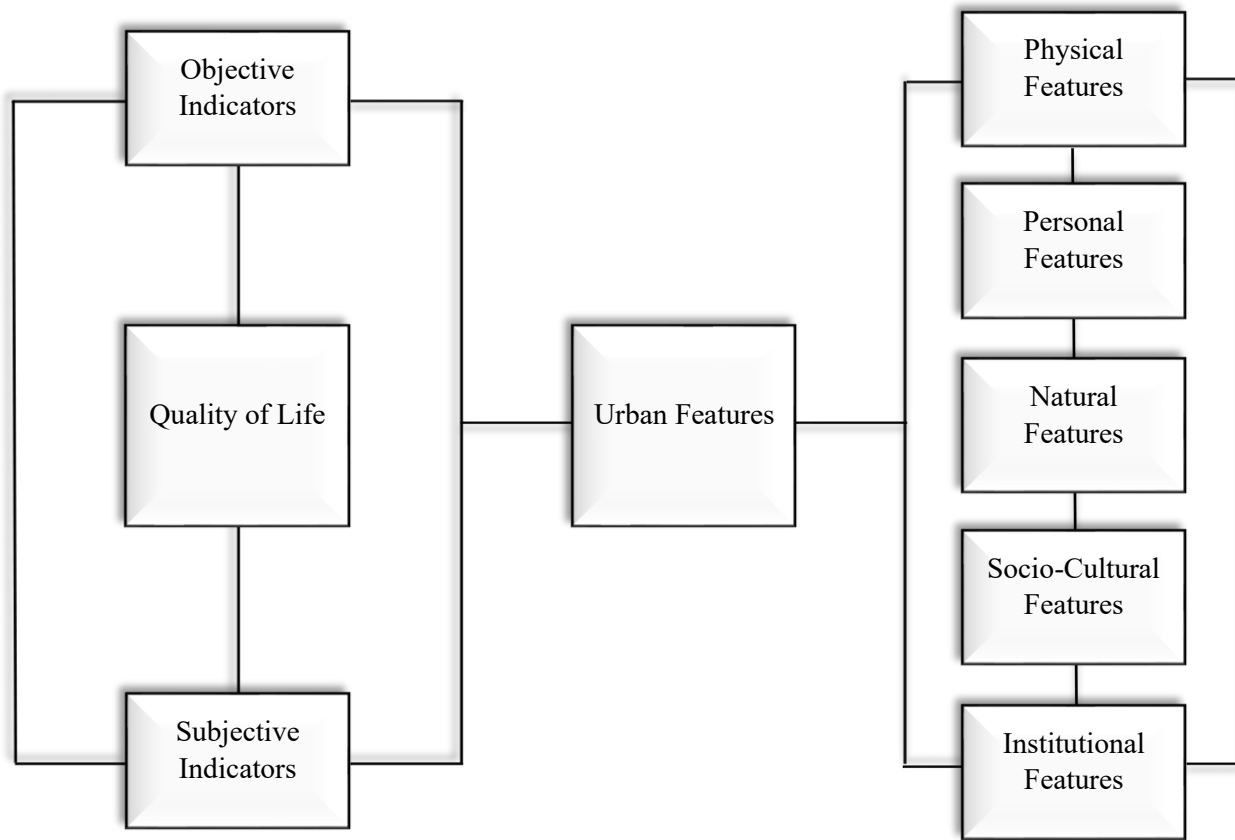 Objective
Indicators
Quality of Life
Subjective
Indicators
Urban Features
Physical
Features
Personal
Features
Natural
Features
Socio-Cultural
Features
Institutional
Features